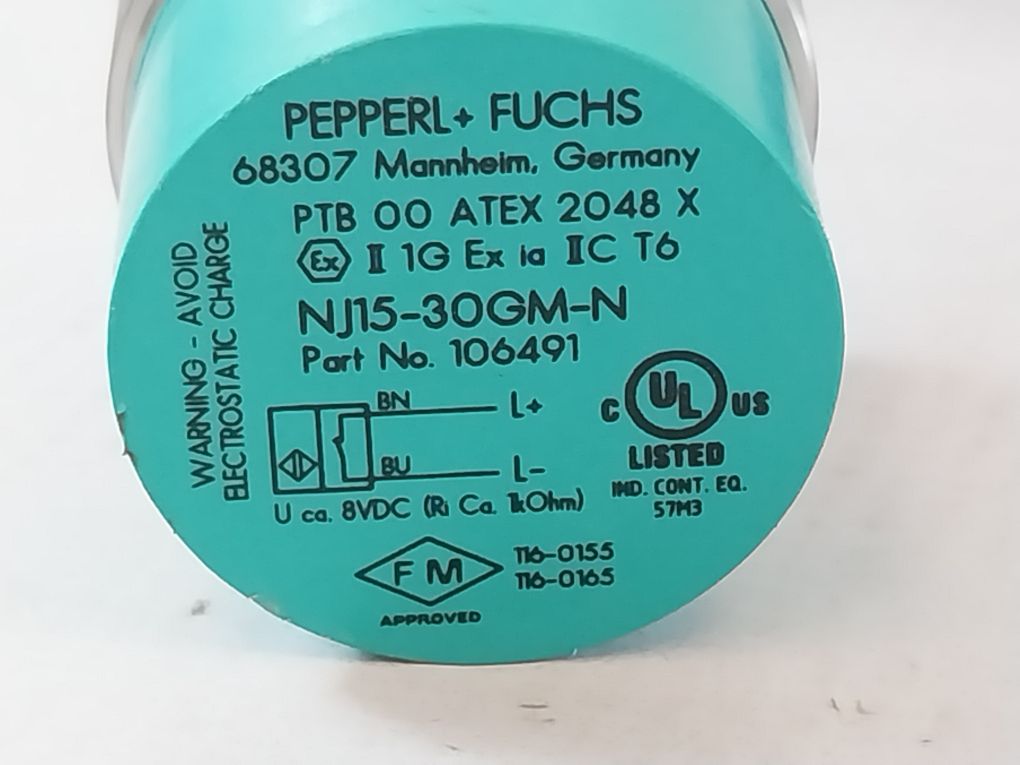 PEPPERL+ FUCHS
68307 Mannheim, Germany
PTB 00 ATEX 2048 X
Ex II 1G Ex ia IIC T6
NJ15-30GM-N
Part No. 106491
WARNING - AVOID
ELECTROSTATIC CHARGE
BN L+
BU L-
U ca. 8VDC (Ri Ca. 1kOhm)
C UL US
LISTED
IND. CONT. EQ.
57M3
FM
APPROVED
116-0155
116-0165